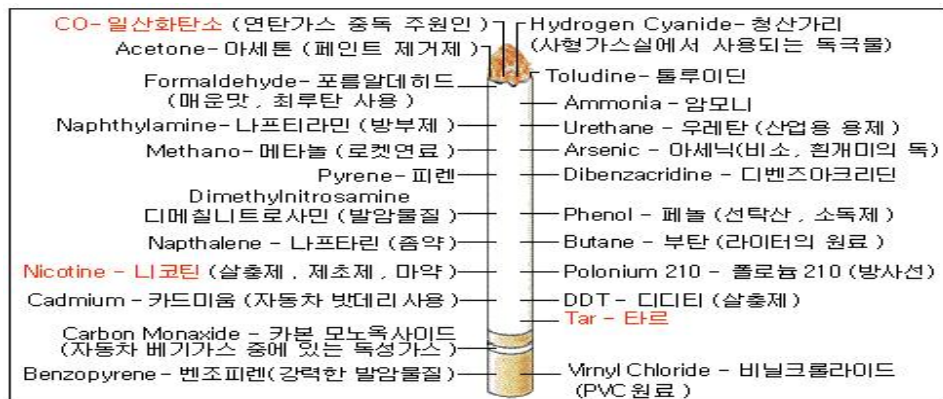 CO-일산화탄소 (연탄가스 중독 주원인)
Acetone-아세톤 (페인트 제거제)
Formaldehyde-포름알데히드
(매운맛, 최루탄 사용)
Naphthylamine-나프티라민 (방부제)
Methano-메타놀 (로켓연료)
Pyrene-피렌
Dimethylnitrosamine
디메칠니트로사민 (발암물질)
Napthalene - 나프타린 (좀약)
Nicotine - 니코틴 (살충제, 제초제, 마약)
Cadmium - 카드미움 (자동차 밧데리 사용)
Carbon Monaxide - 카본 모노옥사이드
(자동차 베기가스 중에 있는 독성가스)
Benzopyrene - 벤조피렌(강력한 발암물질)
Hydrogen Cyanide- 청산가리
(사형가스실에서 사용되는 독극물)
Toludine- 톨루이딘
Ammonia - 암모니
Urethane - 우레탄 (산업용 용제)
Arsenic - 아세닉(비소, 흰개미의 독)
Dibenzacridine - 디벤즈아크리딘
Phenol - 페놀 (선탁산, 소독제)
Butane - 부탄 (라이터의 원료)
Polonium 210 - 폴로늄 210 (방사선)
DDT - 디디티 (살충제)
Tar - 타르
Virnyl Chloride - 비닐크롤라이드
(PVC원료)